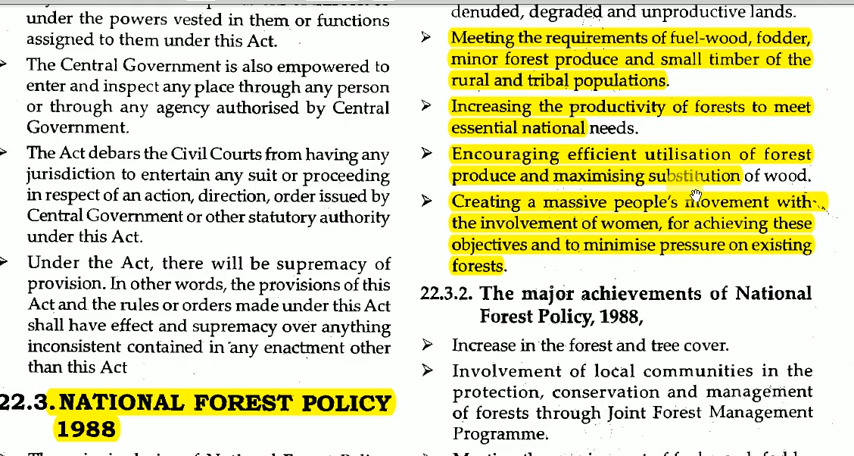 under the powers vested in them or functions
assigned to them under this Act.
➢ The Central Government is also empowered to
enter and inspect any place through any person
or through any agency authorised by Central
Government.
➢ The Act debars the Civil Courts from having any
jurisdiction to entertain any suit or proceeding
in respect of an action, direction, order issued by
Central Government or other statutory authority
under this Act.
➢ Under the Act, there will be supremacy of
provision. In other words, the provisions of this
Act and the rules or orders made under this Act
shall have effect and supremacy over anything
inconsistent contained in any enactment other
than this Act
22.3. NATIONAL FOREST POLICY
1988
denuded, degraded and unproductive lands.
➢ Meeting the requirements of fuel-wood, fodder,
minor forest produce and small timber of the
rural and tribal populations.
➢ Increasing the productivity of forests to meet
essential national needs.
➢ Encouraging efficient utilisation of forest
produce and maximising substitution of wood.
➢ Creating a massive people's movement with
the involvement of women, for achieving these
objectives and to minimise pressure on existing
forests.
22.3.2. The major achievements of National
Forest Policy, 1988,
➢ Increase in the forest and tree cover.
➢ Involvement of local communities in the
protection, conservation and management
of forests through Joint Forest Management
Programme.